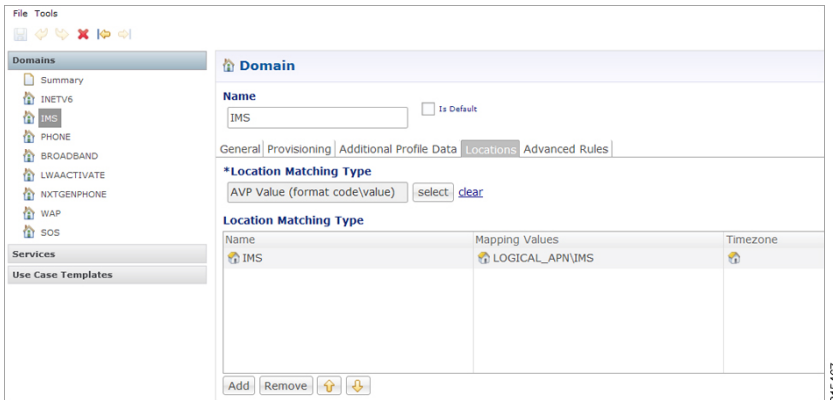 File Tools
Domains
Summary
INETV6
IMS
PHONE
BROADBAND
LWAACTIVATE
NXTGENPHONE
WAP
SOS
Services
Use Case Templates
Domain
Name
IMS
Is Default
General Provisioning Additional Profile Data Locations Advanced Rules
*Location Matching Type
AVP Value (format code\value) select clear
Location Matching Type
Name Mapping Values Timezone
IMS LOGICAL_APN\IMS
Add Remove